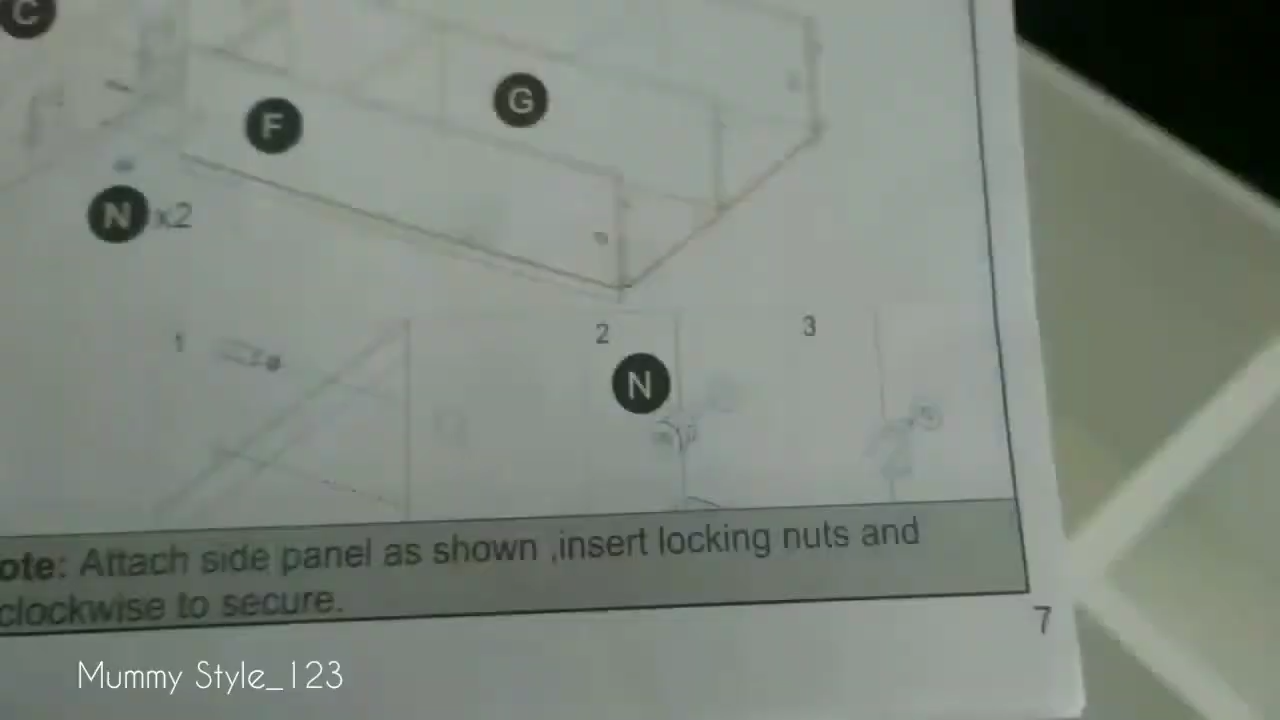 C
G
F
N x2
1
2
3
N
ote: Attach side panel as shown ,insert locking nuts and
clockwise to secure.
7
Mummy Style_123